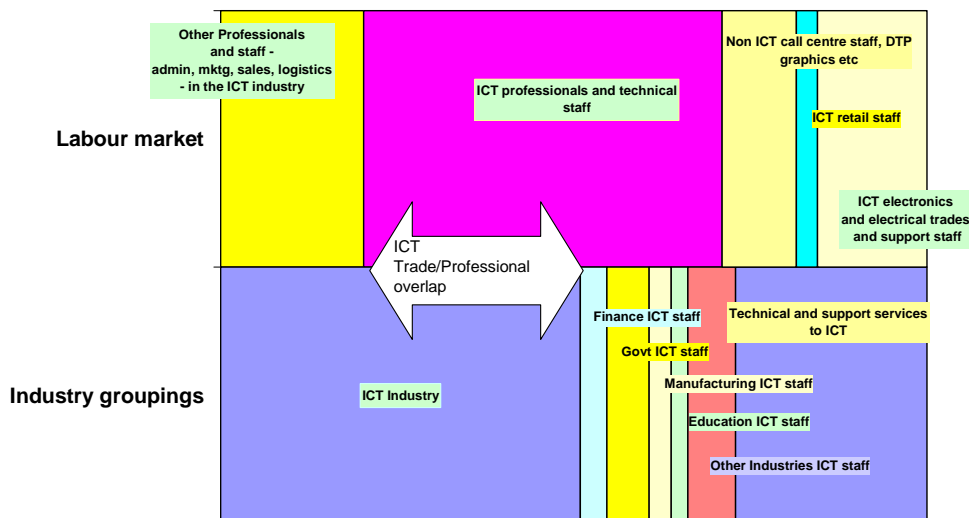 Other Professionals
and staff -
admin, mktg, sales, logistics
- in the ICT industry
ICT professionals and technical
staff
Non ICT call centre staff, DTP
graphics etc
ICT retail staff
Labour market
ICT electronics
and electrical trades
and support staff
ICT
Trade/Professional
overlap
Finance ICT staff
Technical and support services
to ICT
Govt ICT staff
Manufacturing ICT staff
Industry groupings
ICT Industry
Education ICT staff
Other Industries ICT staff